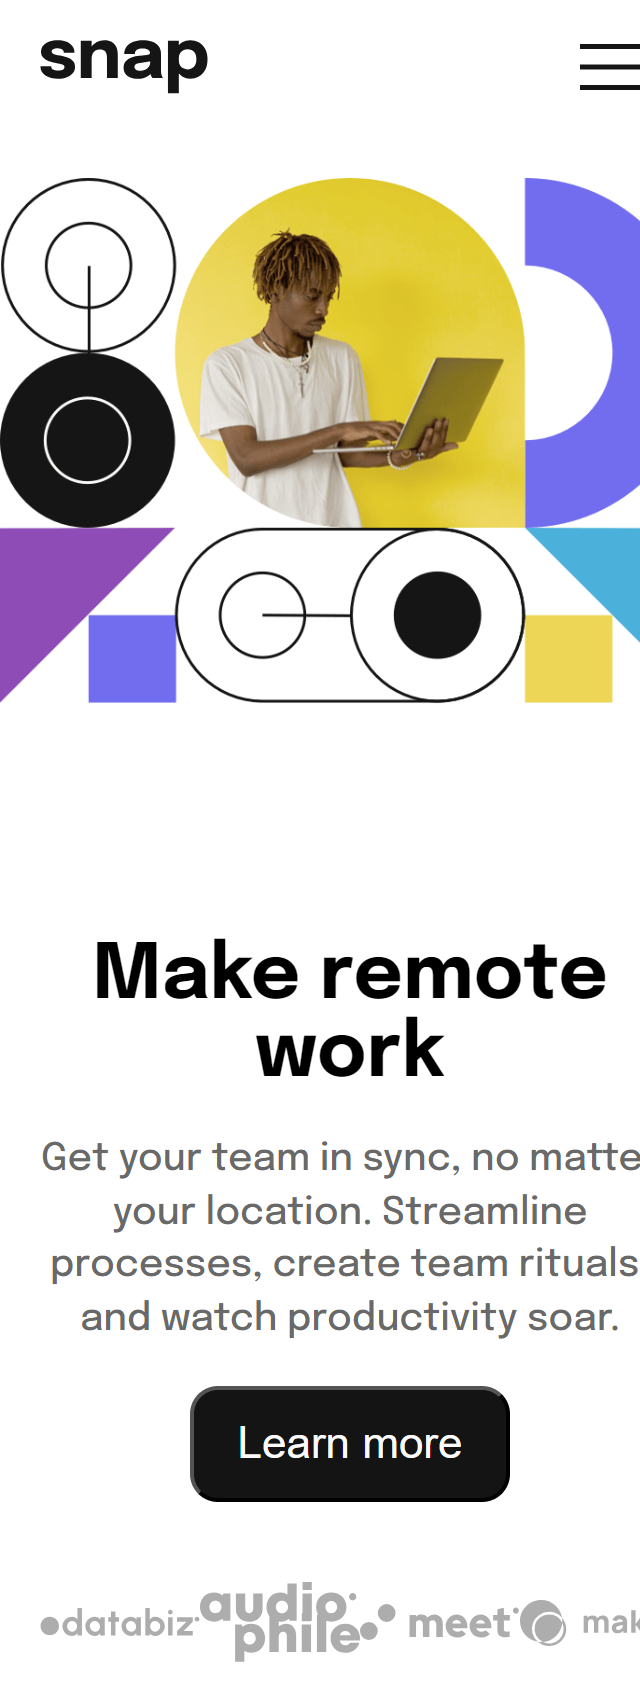 snap
Make remote
work
Get your team in sync, no matte
your location. Streamline
processes, create team rituals
and watch productivity soar.
Learn more
databiz audiophile meet mak